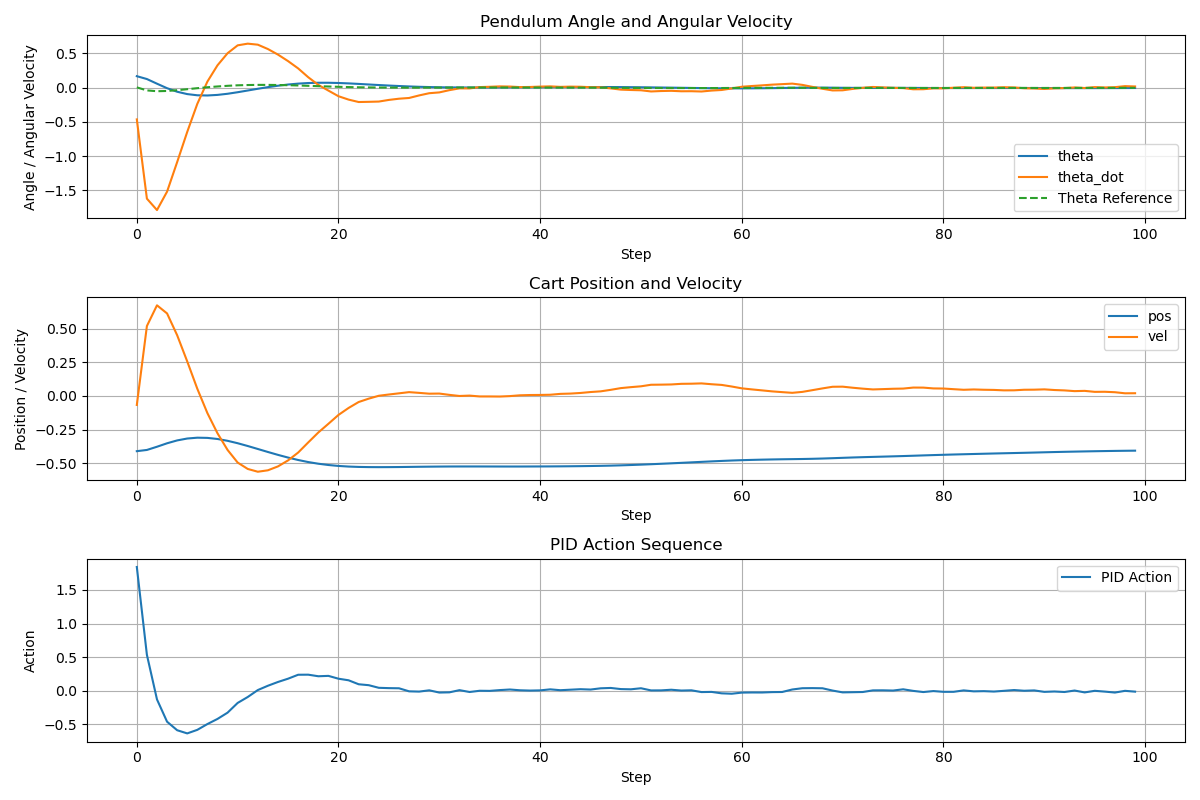 Pendulum Angle and Angular Velocity
Angle / Angular Velocity
0.5
0.0
−0.5
−1.0
−1.5
theta
theta_dot
Theta Reference
0 20 40 60 80 100
Step
Cart Position and Velocity
Position / Velocity
0.50
0.25
0.00
−0.25
−0.50
pos
vel
0 20 40 60 80 100
Step
PID Action Sequence
Action
1.5
1.0
0.5
0.0
−0.5
PID Action
0 20 40 60 80 100
Step